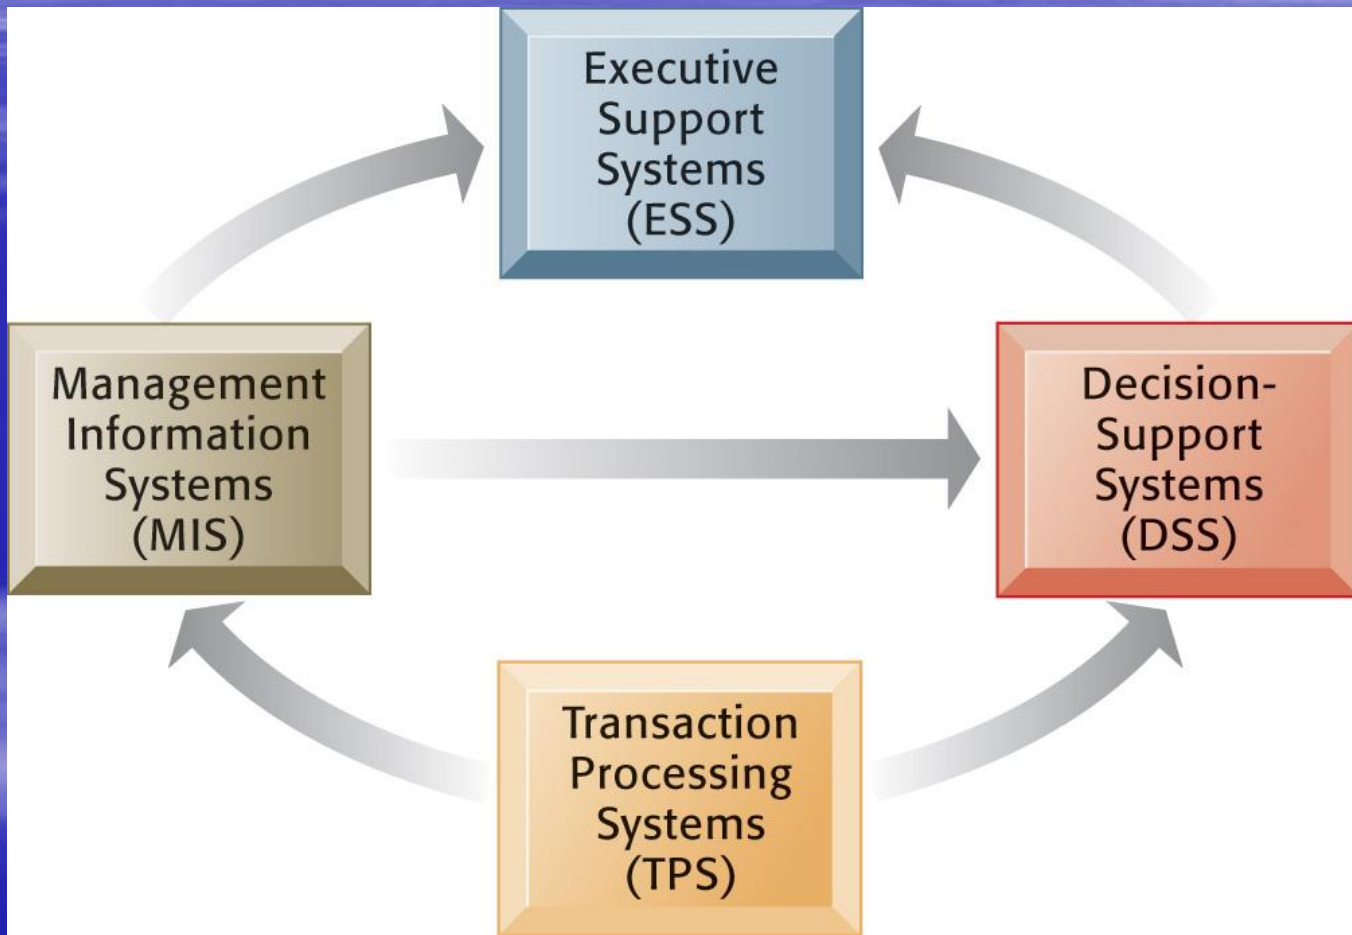 Executive
Support
Systems
(ESS)
Management
Information
Systems
(MIS)
Decision-
Support
Systems
(DSS)
Transaction
Processing
Systems
(TPS)